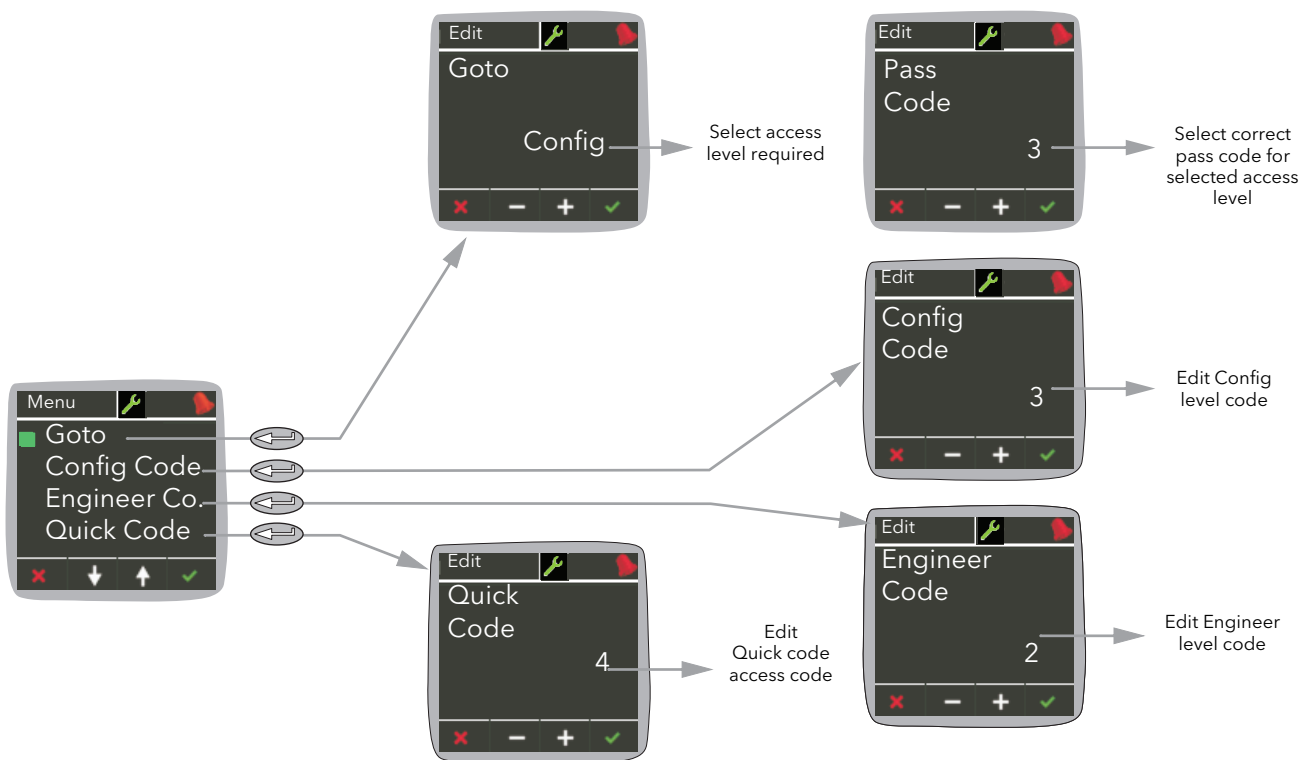 Edit
Goto
Config
Select access
level required
Edit
Pass
Code
3
Select correct
pass code for
selected access
level
Edit
Config
Code
3
Edit Config
level code
Menu
Goto
Config Code
Engineer Co.
Quick Code
Edit
Quick
Code
4
Edit
Quick code
access code
Edit
Engineer
Code
2
Edit Engineer
level code